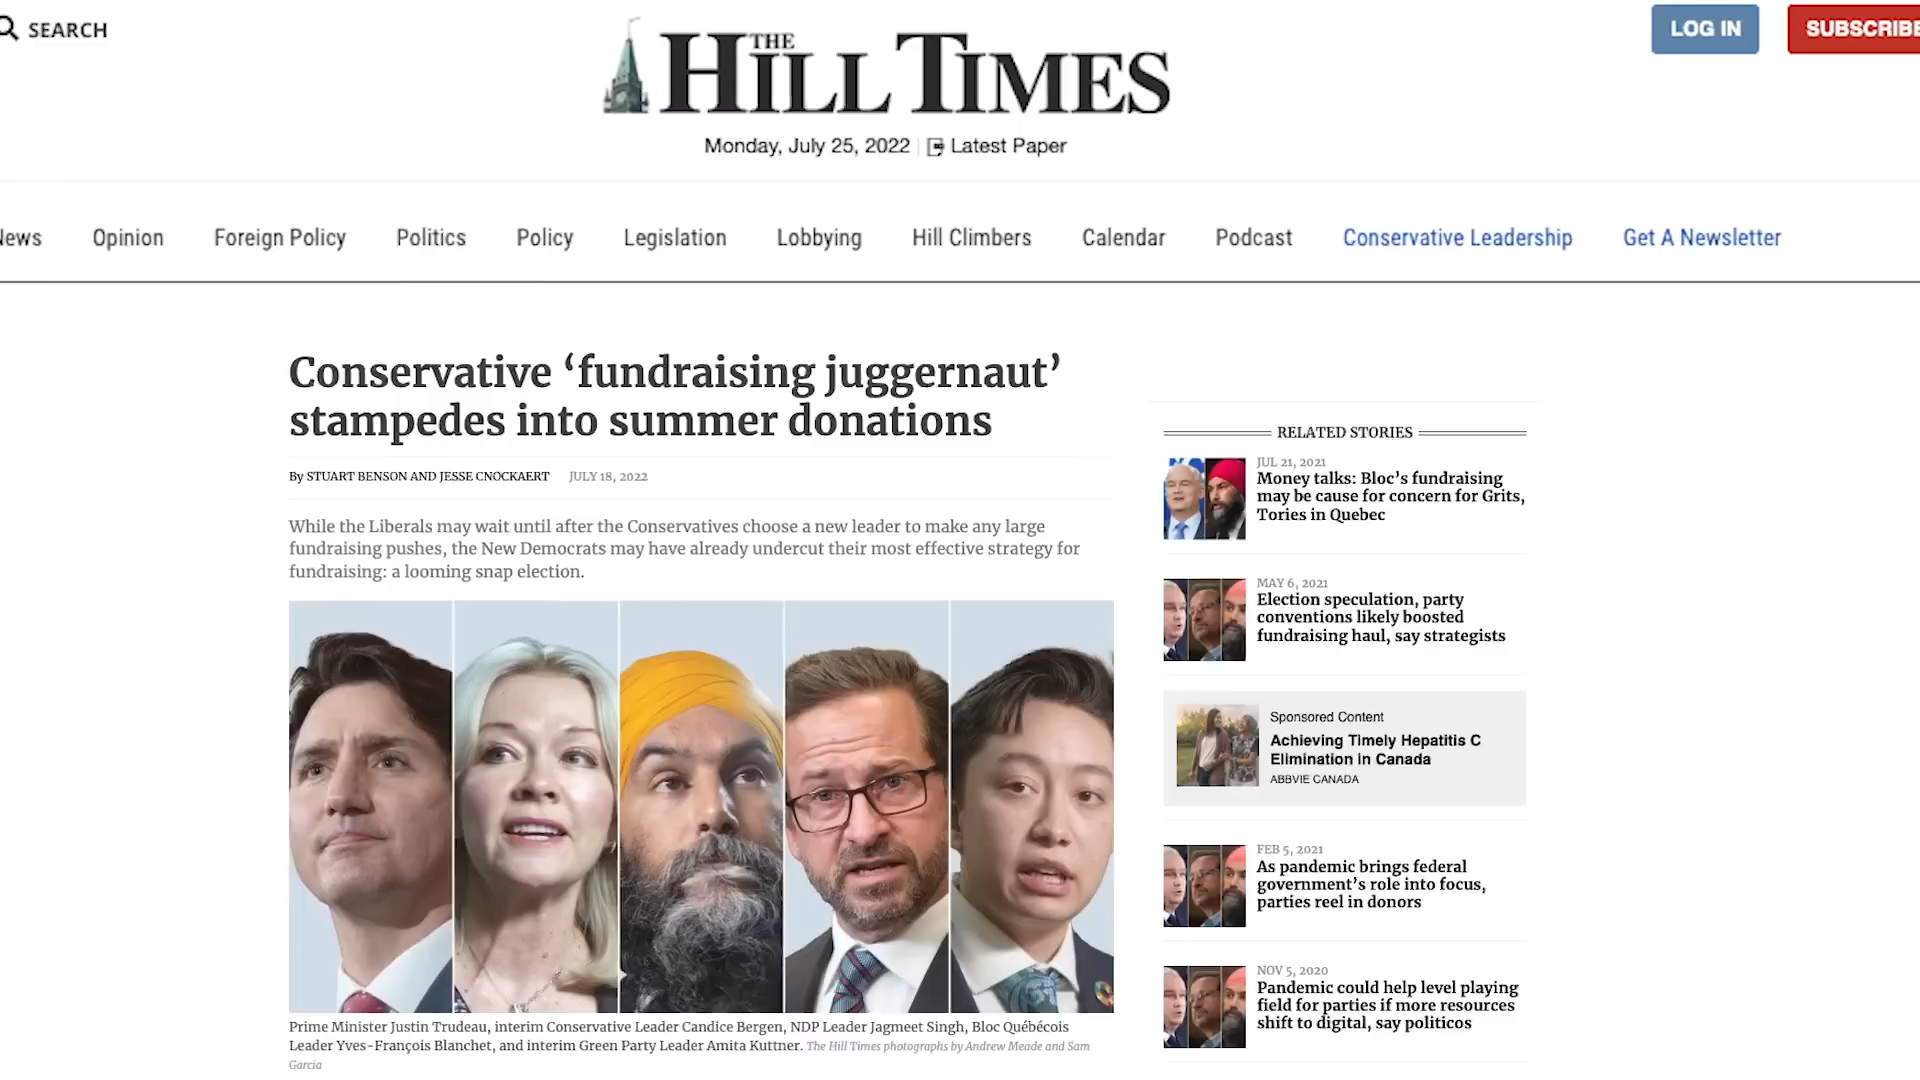 SEARCH
LOG IN
SUBSCRIBE
THE HILL TIMES
Monday, July 25, 2022
Latest Paper
News
Opinion
Foreign Policy
Politics
Policy
Legislation
Lobbying
Hill Climbers
Calendar
Podcast
Conservative Leadership
Get A Newsletter
Conservative ‘fundraising juggernaut’
stampedes into summer donations
By STUART BENSON AND JESSE CNOCKAERT JULY 18, 2022
While the Liberals may wait until after the Conservatives choose a new leader to make any large
fundraising pushes, the New Democrats may have already undercut their most effective strategy for
fundraising: a looming snap election.
Prime Minister Justin Trudeau, interim Conservative Leader Candice Bergen, NDP Leader Jagmeet Singh, Bloc Québécois
Leader Yves-François Blanchet, and interim Green Party Leader Amita Kuttner. The Hill Times photographs by Andrew Meade and Sam
Garcia
RELATED STORIES
JUL 21, 2021
Money talks: Bloc’s fundraising
may be cause for concern for Grits,
Tories in Quebec
MAY 6, 2021
Election speculation, party
conventions likely boosted
fundraising haul, say strategists
Sponsored Content
Achieving Timely Hepatitis C
Elimination In Canada
ABBVIE CANADA
FEB 5, 2021
As pandemic brings federal
government’s role into focus,
parties reel in donors
NOV 5, 2020
Pandemic could help level playing
field for parties if more resources
shift to digital, say politicos